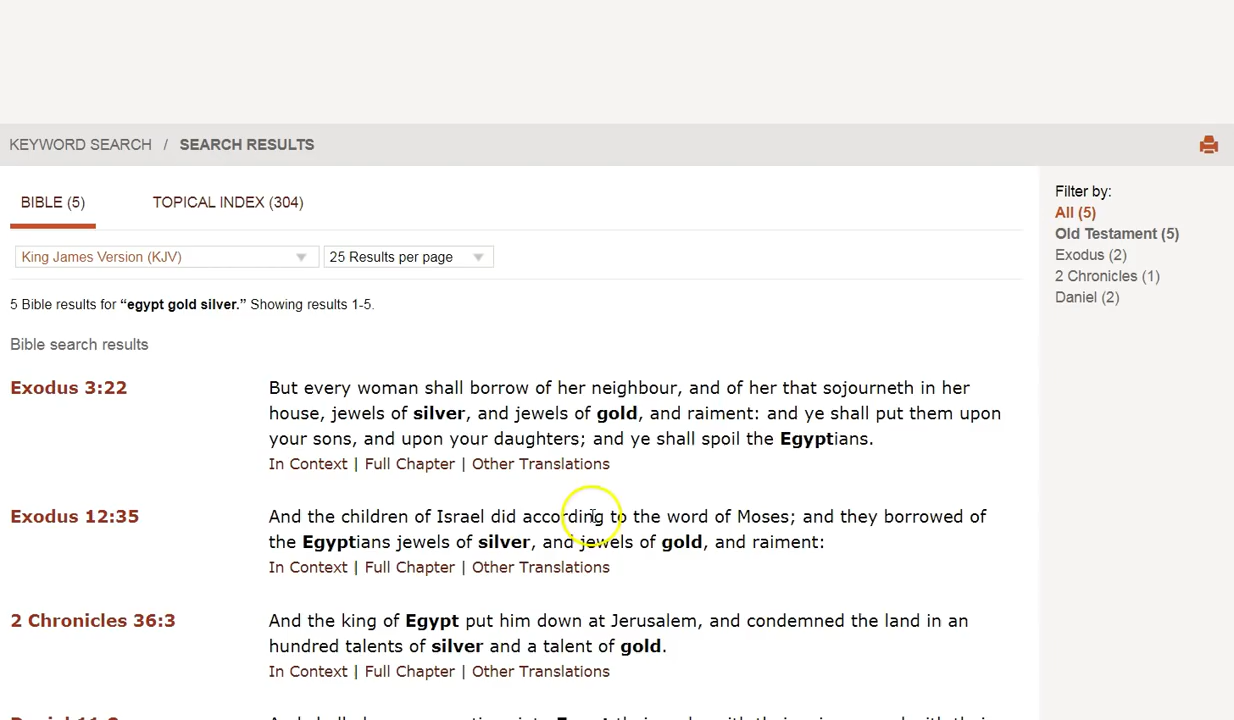 KEYWORD SEARCH / SEARCH RESULTS
BIBLE (5) TOPICAL INDEX (304)
King James Version (KJV) 25 Results per page
5 Bible results for “egypt gold silver.” Showing results 1-5.
Bible search results
Exodus 3:22
But every woman shall borrow of her neighbour, and of her that sojourneth in her
house, jewels of silver, and jewels of gold, and raiment: and ye shall put them upon
your sons, and upon your daughters; and ye shall spoil the Egyptians.
In Context | Full Chapter | Other Translations
Exodus 12:35
And the children of Israel did according to the word of Moses; and they borrowed of
the Egyptians jewels of silver, and jewels of gold, and raiment:
In Context | Full Chapter | Other Translations
2 Chronicles 36:3
And the king of Egypt put him down at Jerusalem, and condemned the land in an
hundred talents of silver and a talent of gold.
In Context | Full Chapter | Other Translations
Filter by:
All (5)
Old Testament (5)
Exodus (2)
2 Chronicles (1)
Daniel (2)